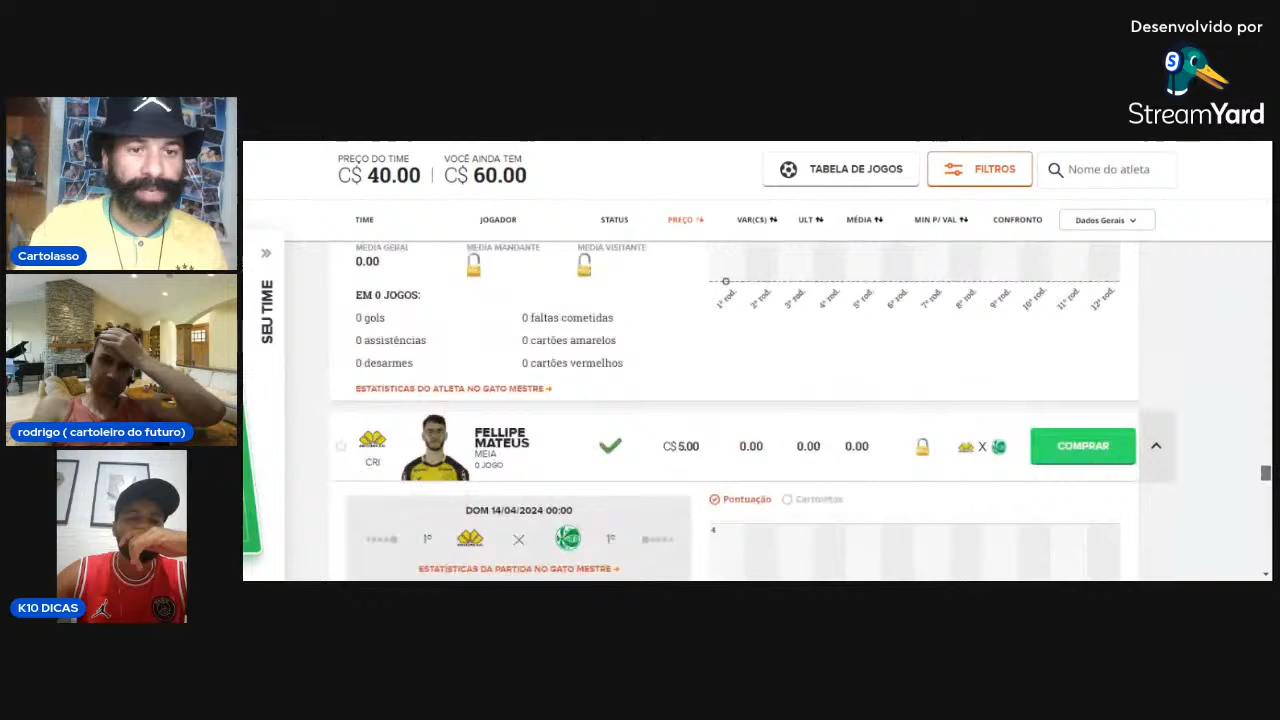 Desenvolvido por
StreamYard
Cartolasso
rodrigo ( cartoleiro do futuro)
K10 DICAS
PREÇO DO TIME
C$ 40.00
VOCÊ AINDA TEM
C$ 60.00
TABELA DE JOGOS
FILTROS
Nome do atleta
TIME JOGADOR STATUS PREÇO VAR(C$) ULT MÉDIA MIN P/ VAL CONFRONTO Dados Gerais
SEU TIME
MEDIA GERAL MEDIA MANDANTE MEDIA VISITANTE
0.00
EM 0 JOGOS:
0 gols 0 faltas cometidas
0 assistências 0 cartões amarelos
0 desarmes 0 cartões vermelhos
ESTATÍSTICAS DO ATLETA NO GATO MESTRE
1ª rod. 2ª rod. 3ª rod. 4ª rod. 5ª rod. 6ª rod. 7ª rod. 8ª rod. 9ª rod. 10ª rod. 11ª rod. 12ª rod.
CRI
FELLIPE
MATEUS
MEIA
0 JOGO
C$ 5.00 0.00 0.00 0.00 X COMPRAR
DOM 14/04/2024 00:00
1º 1º
ESTATÍSTICAS DA PARTIDA NO GATO MESTRE
Pontuação Cartoletas
4